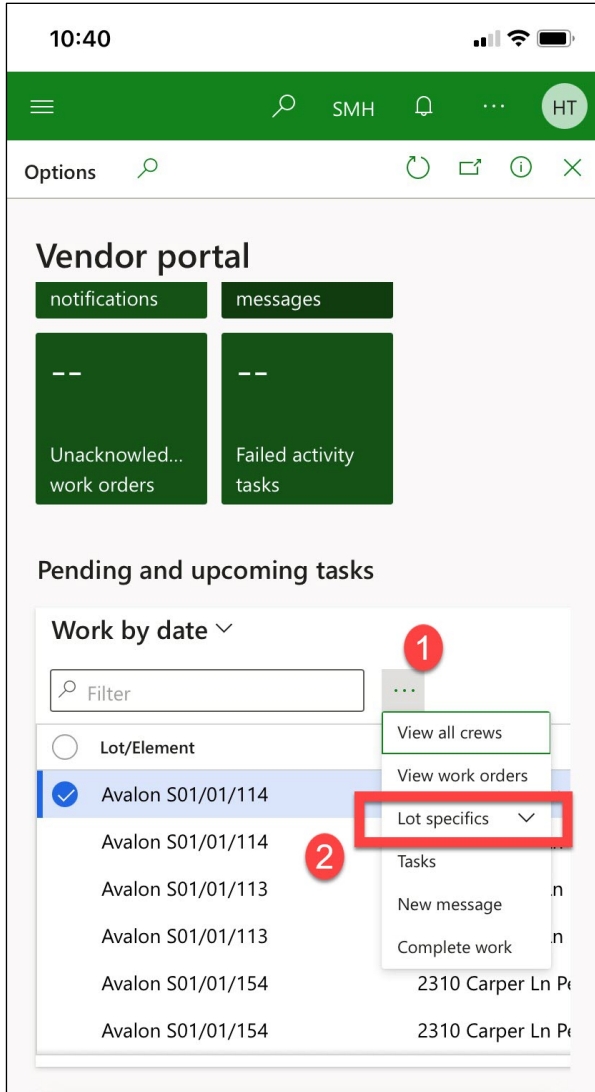 10:40
SMH
HT
Options
Vendor portal
notifications
messages
--
--
Unacknowled...
work orders
Failed activity
tasks
Pending and upcoming tasks
Work by date
1
Filter
...
View all crews
Lot/Element
View work orders
Avalon S01/01/114
Lot specifics
2
Avalon S01/01/114
Tasks
Avalon S01/01/113
New message
Avalon S01/01/113
Complete work
Avalon S01/01/154
2310 Carper Ln
Avalon S01/01/154
2310 Carper Ln